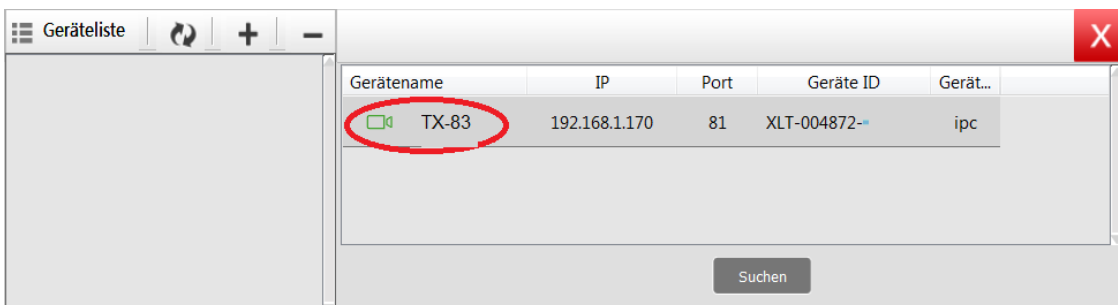 Geräteliste
X
Gerätename IP Port Geräte ID Gerät...
TX-83 192.168.1.170 81 XLT-004872- ipc
Suchen